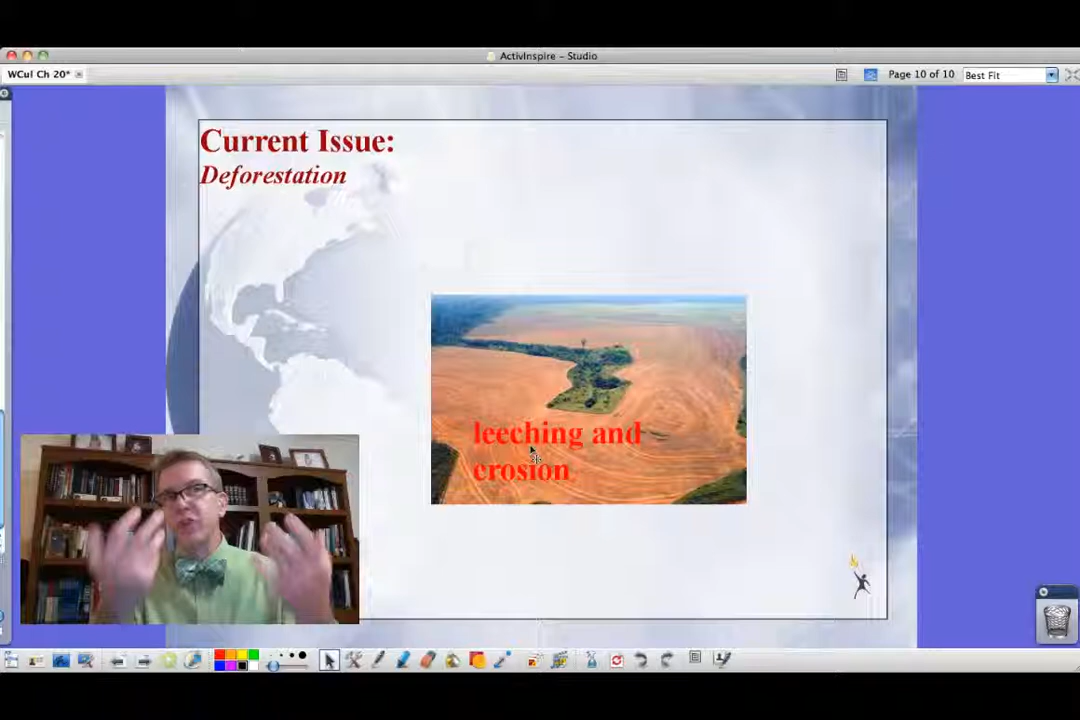 ActivInspire – Studio
WCul Ch 20*
Page 10 of 10
Best Fit
Current Issue:
Deforestation
leeching and
erosion